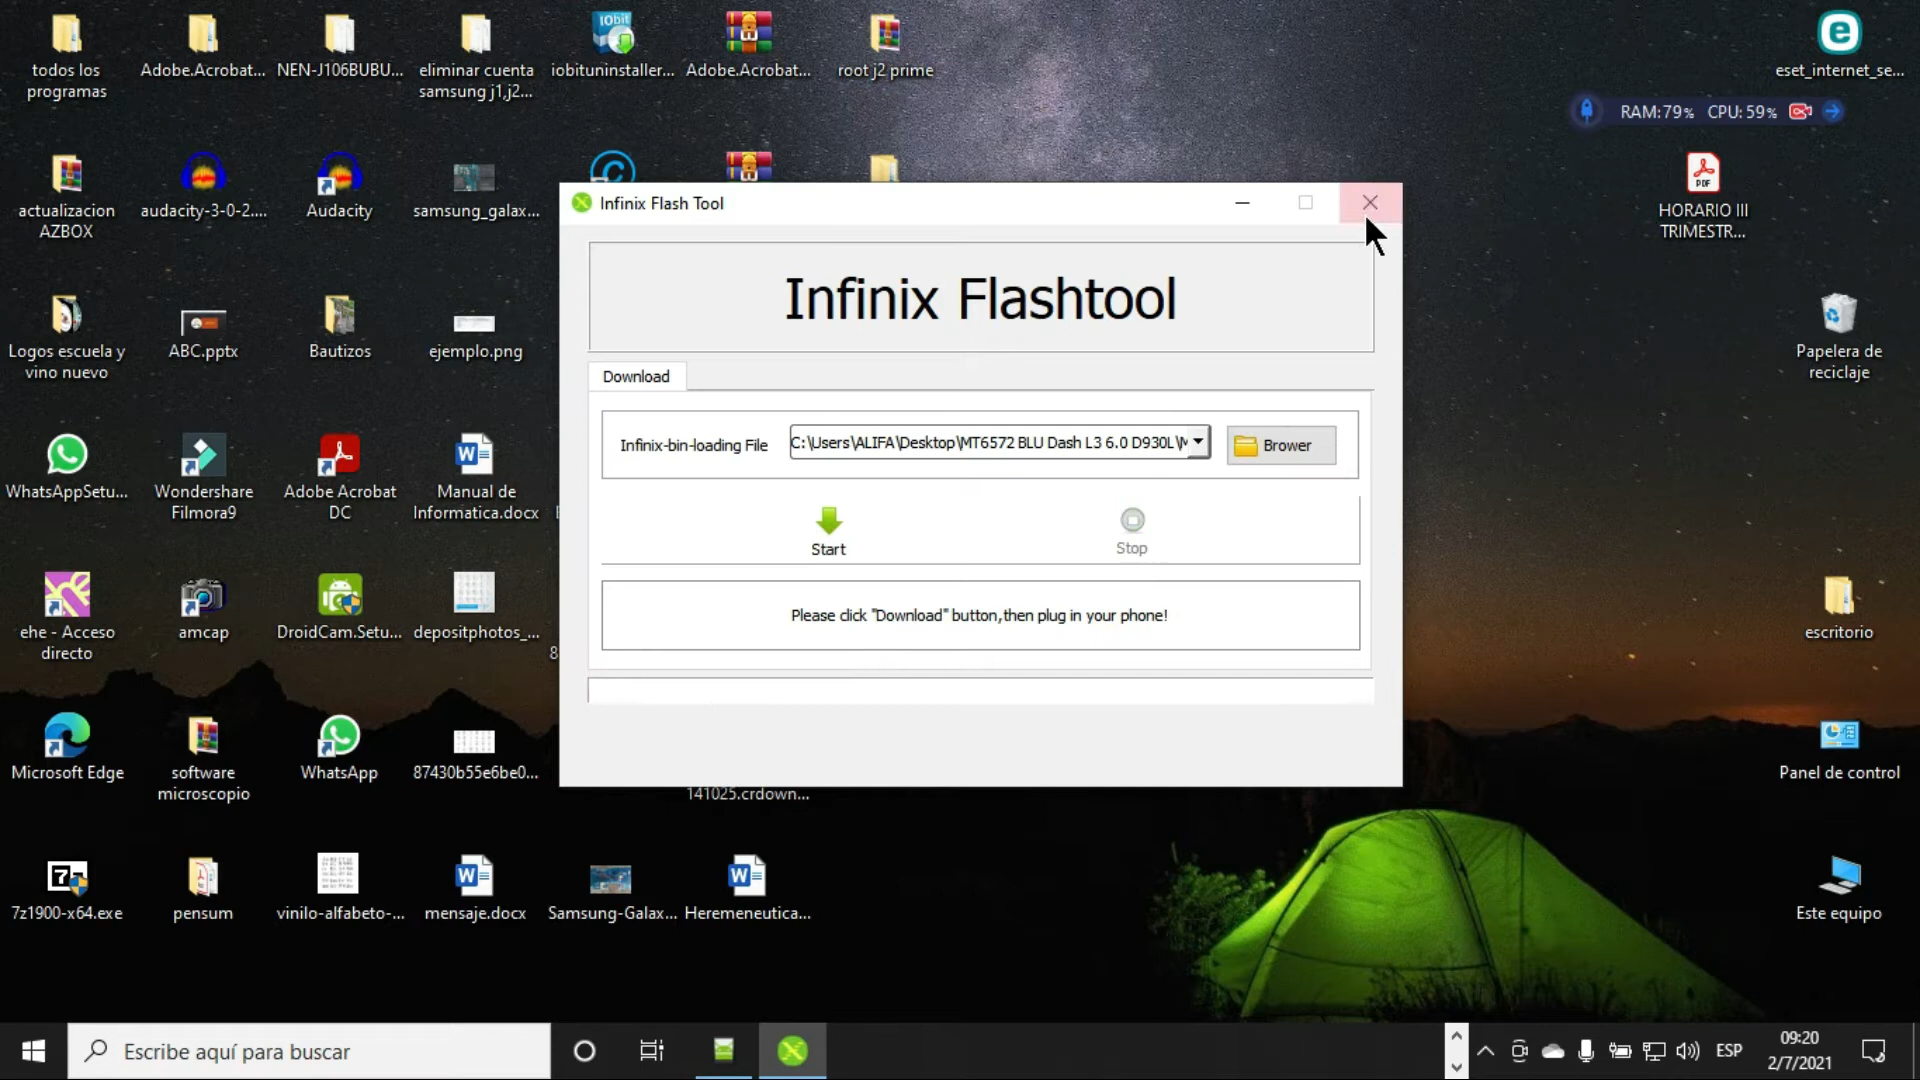 todos los
programas
Adobe.Acrobat...
NEN-J106BUBU...
eliminar cuenta
samsung j1,j2...
IObit
iobituninstaller...
Adobe.Acrobat...
root j2 prime
eset_internet_se...
RAM:79% CPU:59%
actualizacion
AZBOX
audacity-3-0-2....
Audacity
samsung_galax...
PDF
HORARIO III
TRIMESTR...
Infinix Flash Tool
Infinix Flashtool
Download
Infinix-bin-loading File
C:\Users\ALIFA\Desktop\MT6572 BLU Dash L3 6.0 D930L\M
Brower
Start
Stop
Please click "Download" button,then plug in your phone!
Logos escuela y
vino nuevo
ABC.pptx
Bautizos
ejemplo.png
Papelera de
reciclaje
WhatsAppSetu...
Wondershare
Filmora9
Adobe Acrobat
DC
Manual de
Informatica.docx
ehe - Acceso
directo
amcap
DroidCam.Setu...
depositphotos_...
8
escritorio
Microsoft Edge
software
microscopio
WhatsApp
87430b55e6be0...
141025.crdown...
Panel de control
7z1900-x64.exe
pensum
vinilo-alfabeto-...
mensaje.docx
Samsung-Galax...
Heremeneutica...
Este equipo
Escribe aquí para buscar
ESP
09:20
2/7/2021